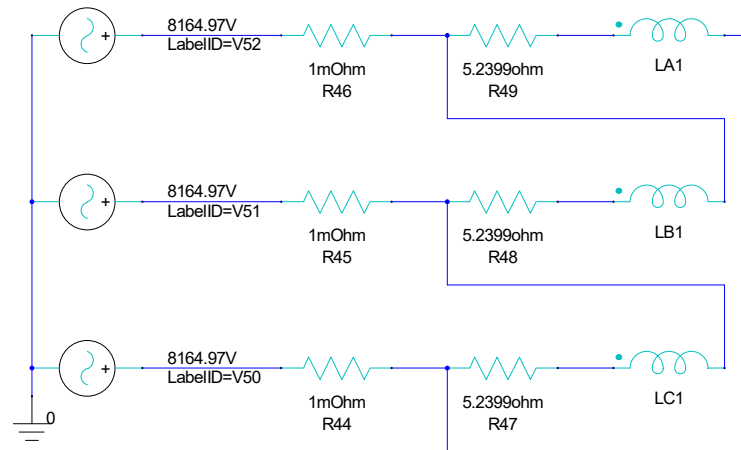 8164.97V
LabelID=V52
1mOhm
R46
5.2399ohm
R49
LA1
+
8164.97V
LabelID=V51
1mOhm
R45
5.2399ohm
R48
LB1
+
8164.97V
LabelID=V50
1mOhm
R44
5.2399ohm
R47
LC1
+
0